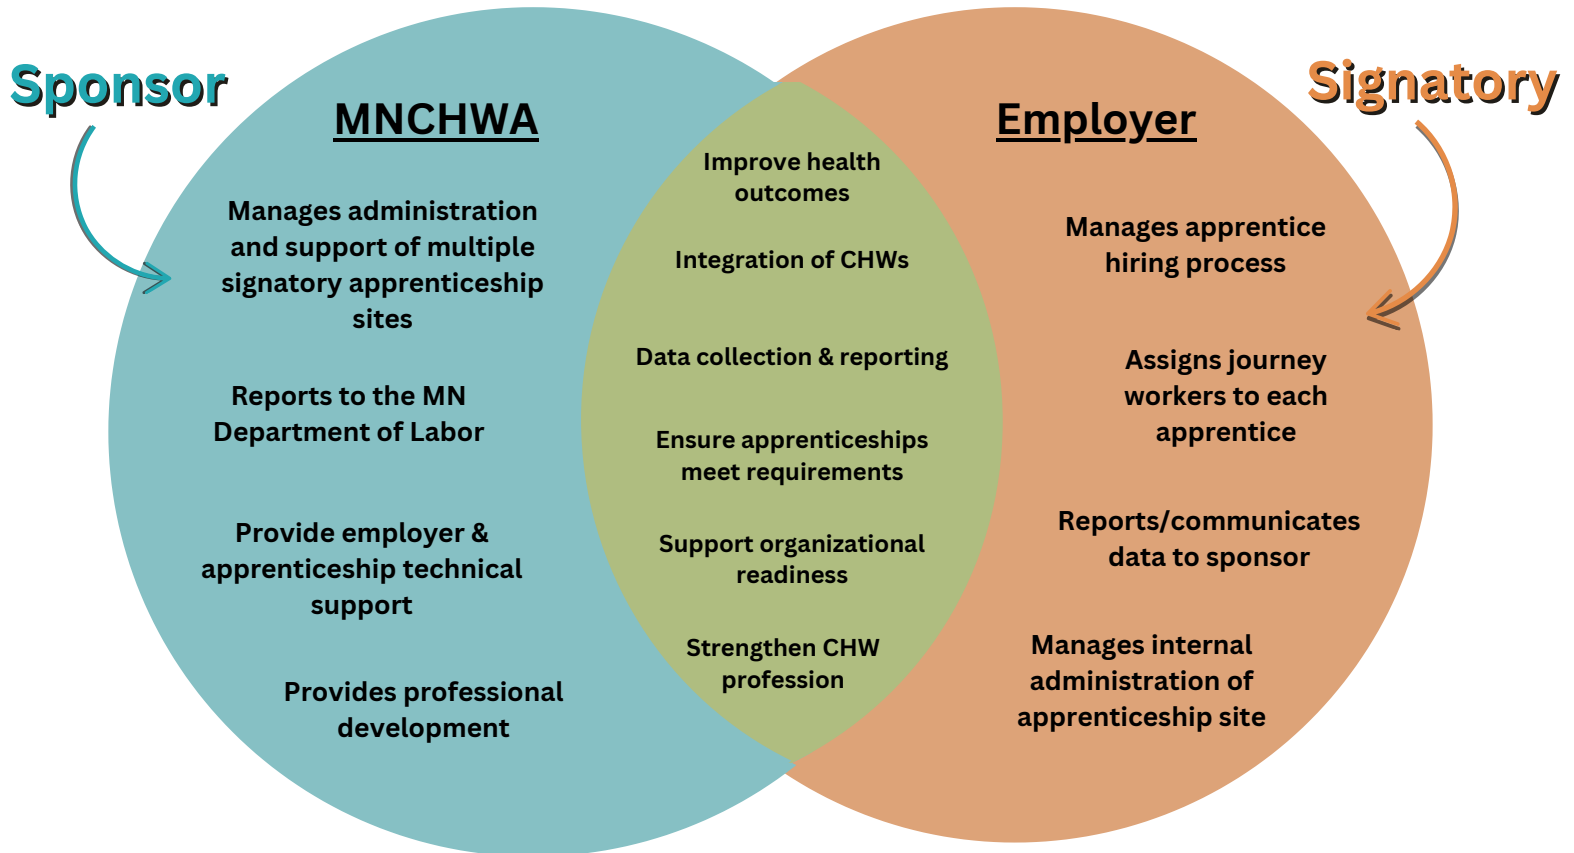 Sponsor
MNCHWA
Manages administration
and support of multiple
signatory apprenticeship
sites
Reports to the MN
Department of Labor
Provide employer &
apprenticeship technical
support
Provides professional
development
Improve health
outcomes
Integration of CHWs
Data collection & reporting
Ensure apprenticeships
meet requirements
Support organizational
readiness
Strengthen CHW
profession
Signatory
Employer
Manages apprentice
hiring process
Assigns journey
workers to each
apprentice
Reports/communicates
data to sponsor
Manages internal
administration of
apprenticeship site